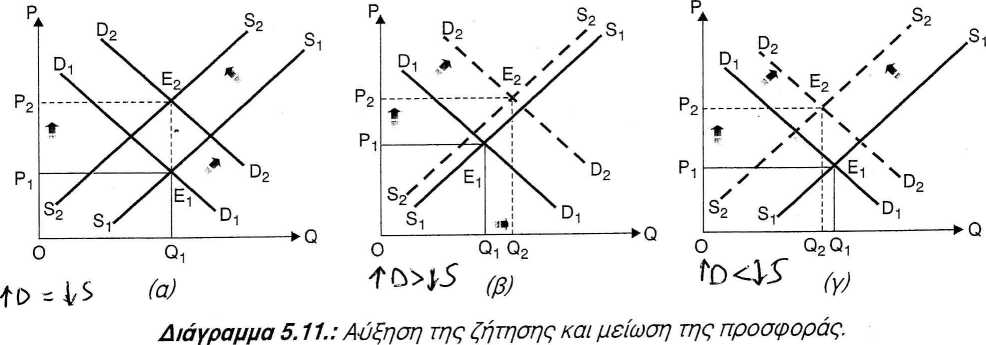 P
D₂
S₂
S₁
D₁
E₂
P₂
P₁
D₂
E₁
S₂
S₁
D₁
O
Q₁
Q
(α)
↑D = ↓S
P
D₂
S₂
S₁
D₁
E₂
P₂
P₁
E₁
D₂
S₂
S₁
D₁
O
Q₁ Q₂
Q
(β)
↑D > ↓S
P
S₂
D₂
S₁
D₁
E₂
P₂
P₁
E₁
D₂
S₂
S₁
D₁
O
Q₂ Q₁
Q
(γ)
↑D < ↓S
Διάγραμμα 5.11.: Αύξηση της ζήτησης και μείωση της προσφοράς.